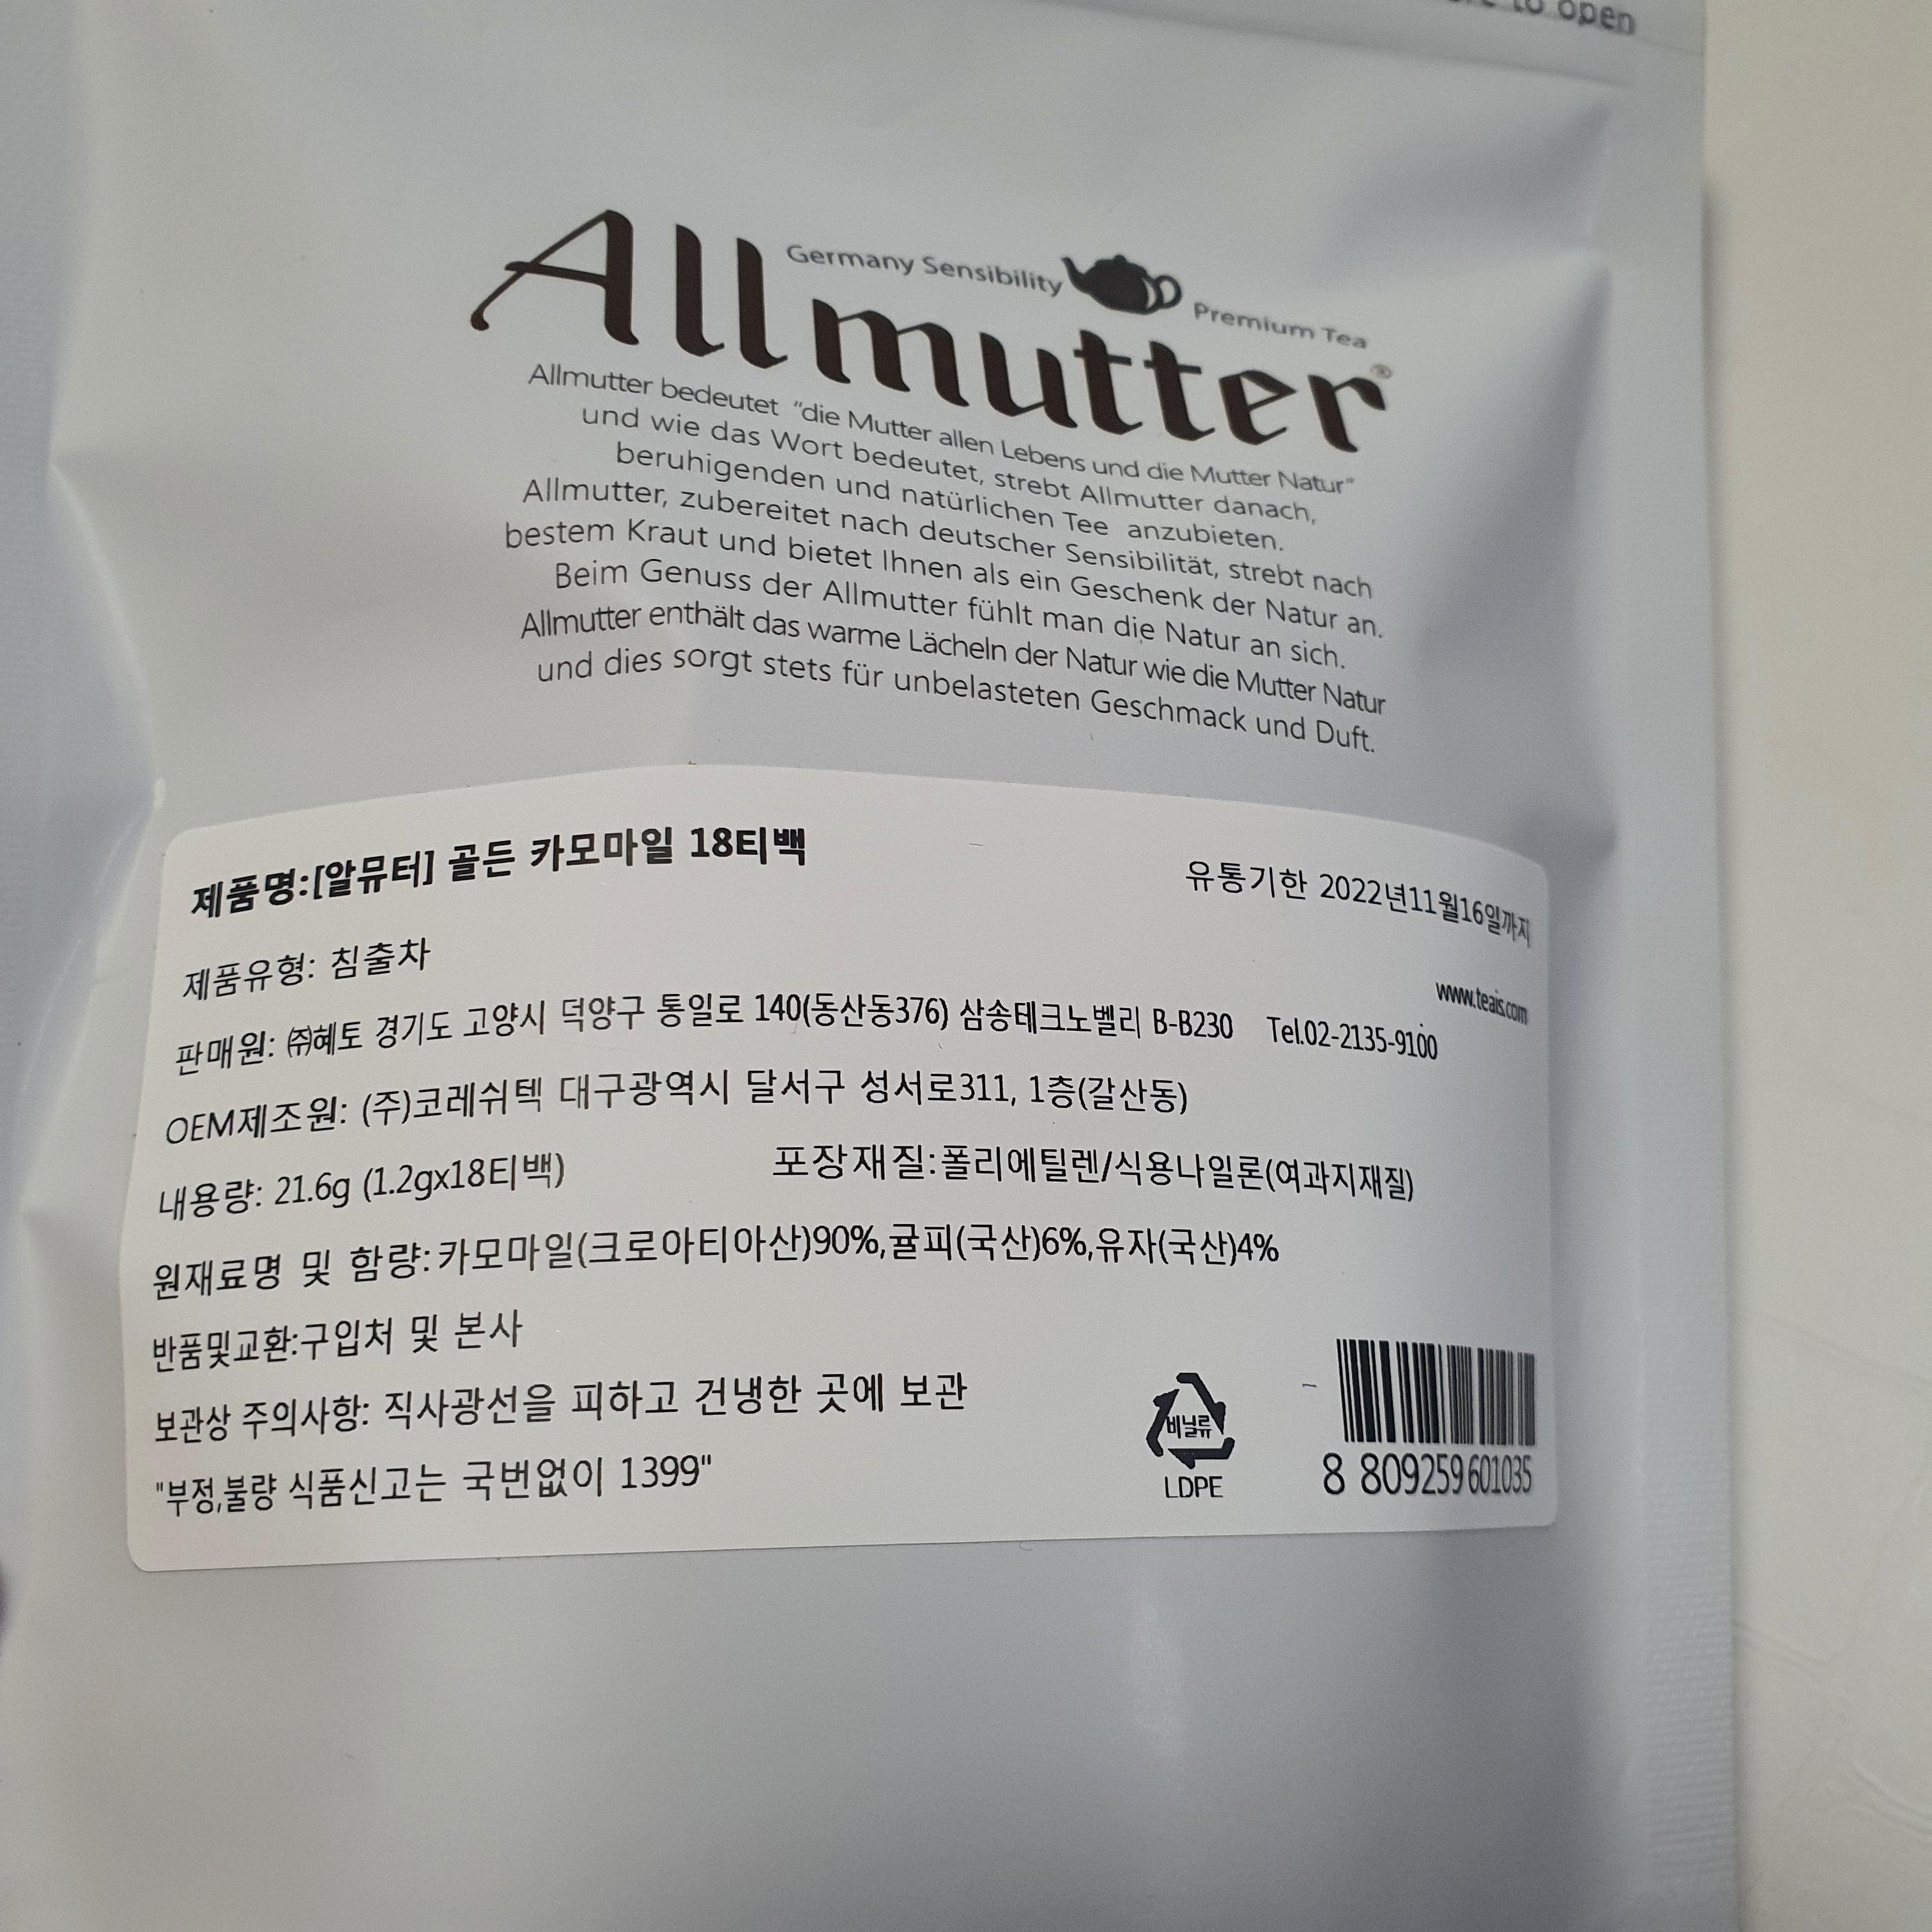 to open
Allmutter®
Germany Sensibility
Premium Tea
Allmutter bedeutet "die Mutter allen Lebens und die Mutter Natur"
und wie das Wort bedeutet, strebt Allmutter danach,
beruhigenden und natürlichen Tee anzubieten.
Allmutter, zubereitet nach deutscher Sensibilität, strebt nach
bestem Kraut und bietet Ihnen als ein Geschenk der Natur an.
Beim Genuss der Allmutter fühlt man die Natur an sich.
Allmutter enthält das warme Lächeln der Natur wie die Mutter Natur
und dies sorgt stets für unbelasteten Geschmack und Duft.
제품명:[알뮤터] 골든 카모마일 18티백
유통기한 2022년11월16일까지
제품유형: 침출차
www.teais.com
판매원: ㈜혜토 경기도 고양시 덕양구 통일로 140(동산동376) 삼송테크노벨리 B-B230 Tel.02-2135-9100
OEM제조원: (주)코레쉬텍 대구광역시 달서구 성서로311, 1층(갈산동)
내용량: 21.6g (1.2gx18티백) 포장재질:폴리에틸렌/식용나일론(여과지재질)
원재료명 및 함량:카모마일(크로아티아산)90%,귤피(국산)6%,유자(국산)4%
반품및교환:구입처 및 본사
보관상 주의사항: 직사광선을 피하고 건냉한 곳에 보관
"부정,불량 식품신고는 국번없이 1399"
비닐류
LDPE
8 809259 601035